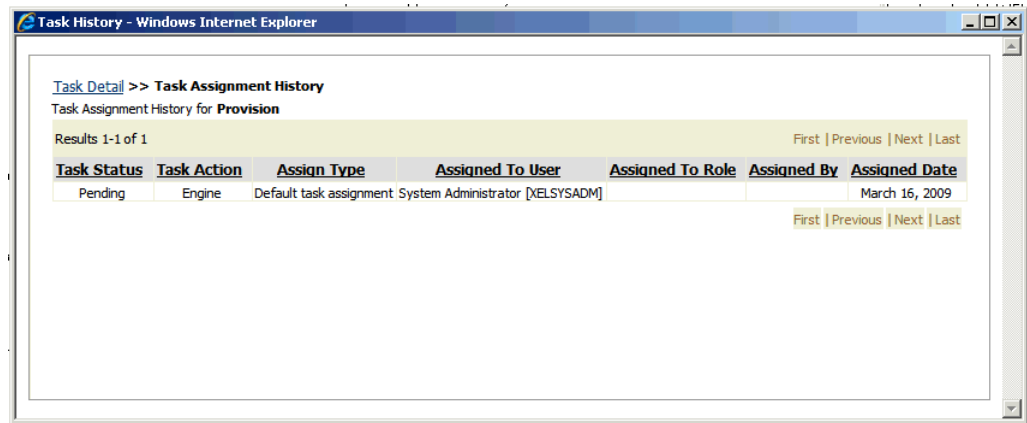 Task History - Windows Internet Explorer
Task Detail >> Task Assignment History
Task Assignment History for Provision
Results 1-1 of 1 First | Previous | Next | Last
Task Status Task Action Assign Type Assigned To User Assigned To Role Assigned By Assigned Date
Pending Engine Default task assignment System Administrator [XELSYSADM] March 16, 2009
First | Previous | Next | Last